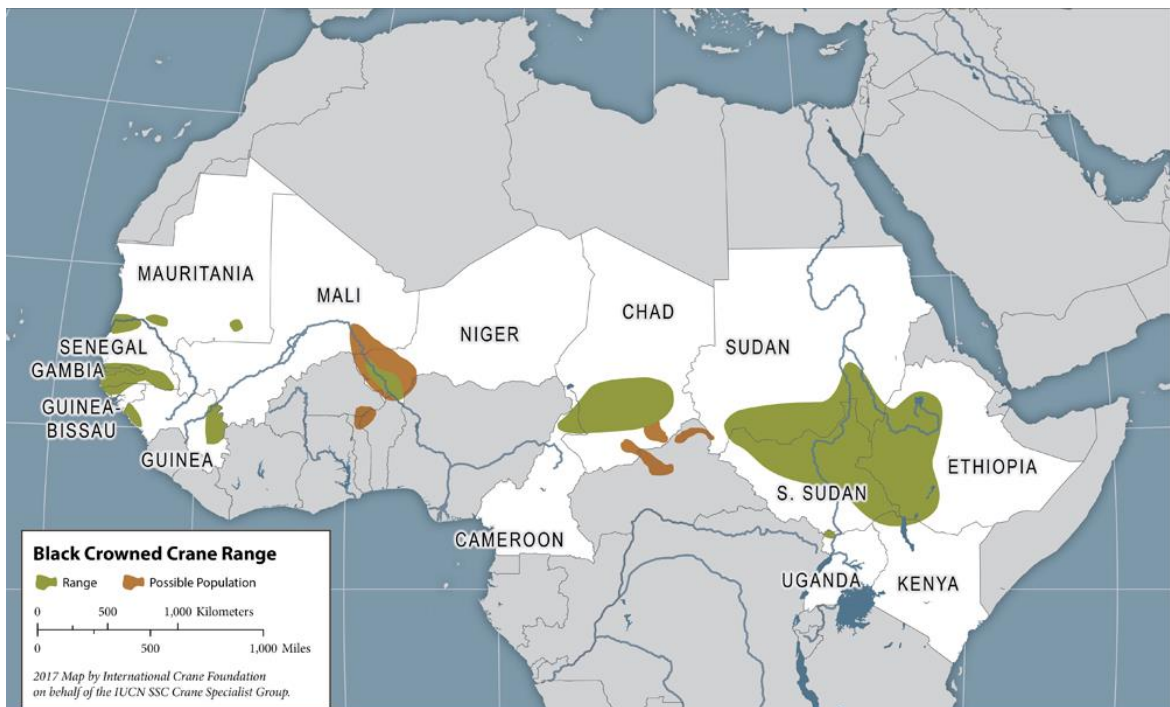 MAURITANIA
MALI
NIGER
CHAD
SUDAN
SENEGAL
GAMBIA
GUINEA-
BISSAU
GUINEA
ETHIOPIA
S. SUDAN
CAMEROON
UGANDA
KENYA
Black Crowned Crane Range
Range Possible Population
0 500 1,000 Kilometers
0 500 1,000 Miles
2017 Map by International Crane Foundation
on behalf of the IUCN SSC Crane Specialist Group.